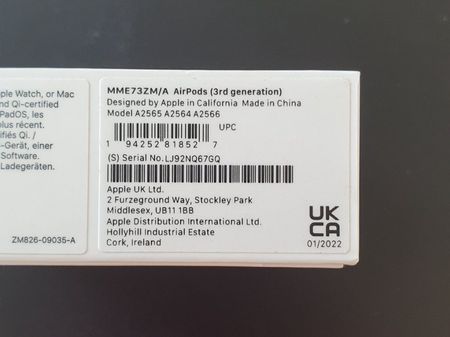 pple Watch, or Mac
nd Qi-certified
PadOS, les
plus récent.
ifiés Qi. /
-Gerät, einer
Software.
Ladegeräten.
ZM826-09035-A
MME73ZM/A AirPods (3rd generation)
Designed by Apple in California Made in China
Model A2565 A2564 A2566
UPC
1 94252 81852 7
(S) Serial No. LJ92NQ67GQ
Apple UK Ltd.
2 Furzeground Way, Stockley Park
Middlesex, UB11 1BB
Apple Distribution International Ltd.
Hollyhill Industrial Estate
Cork, Ireland
UK
CA
01/2022